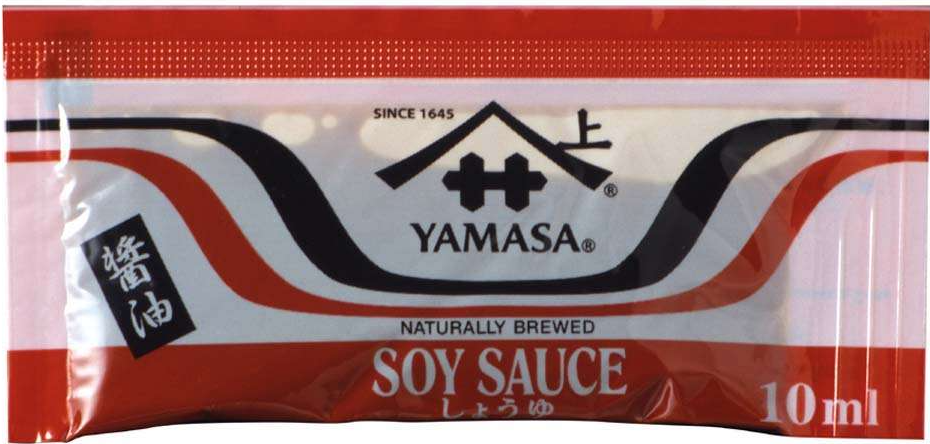 SINCE 1645
上
®
YAMASA®
醤油
NATURALLY BREWED
SOY SAUCE
しょうゆ
10ml